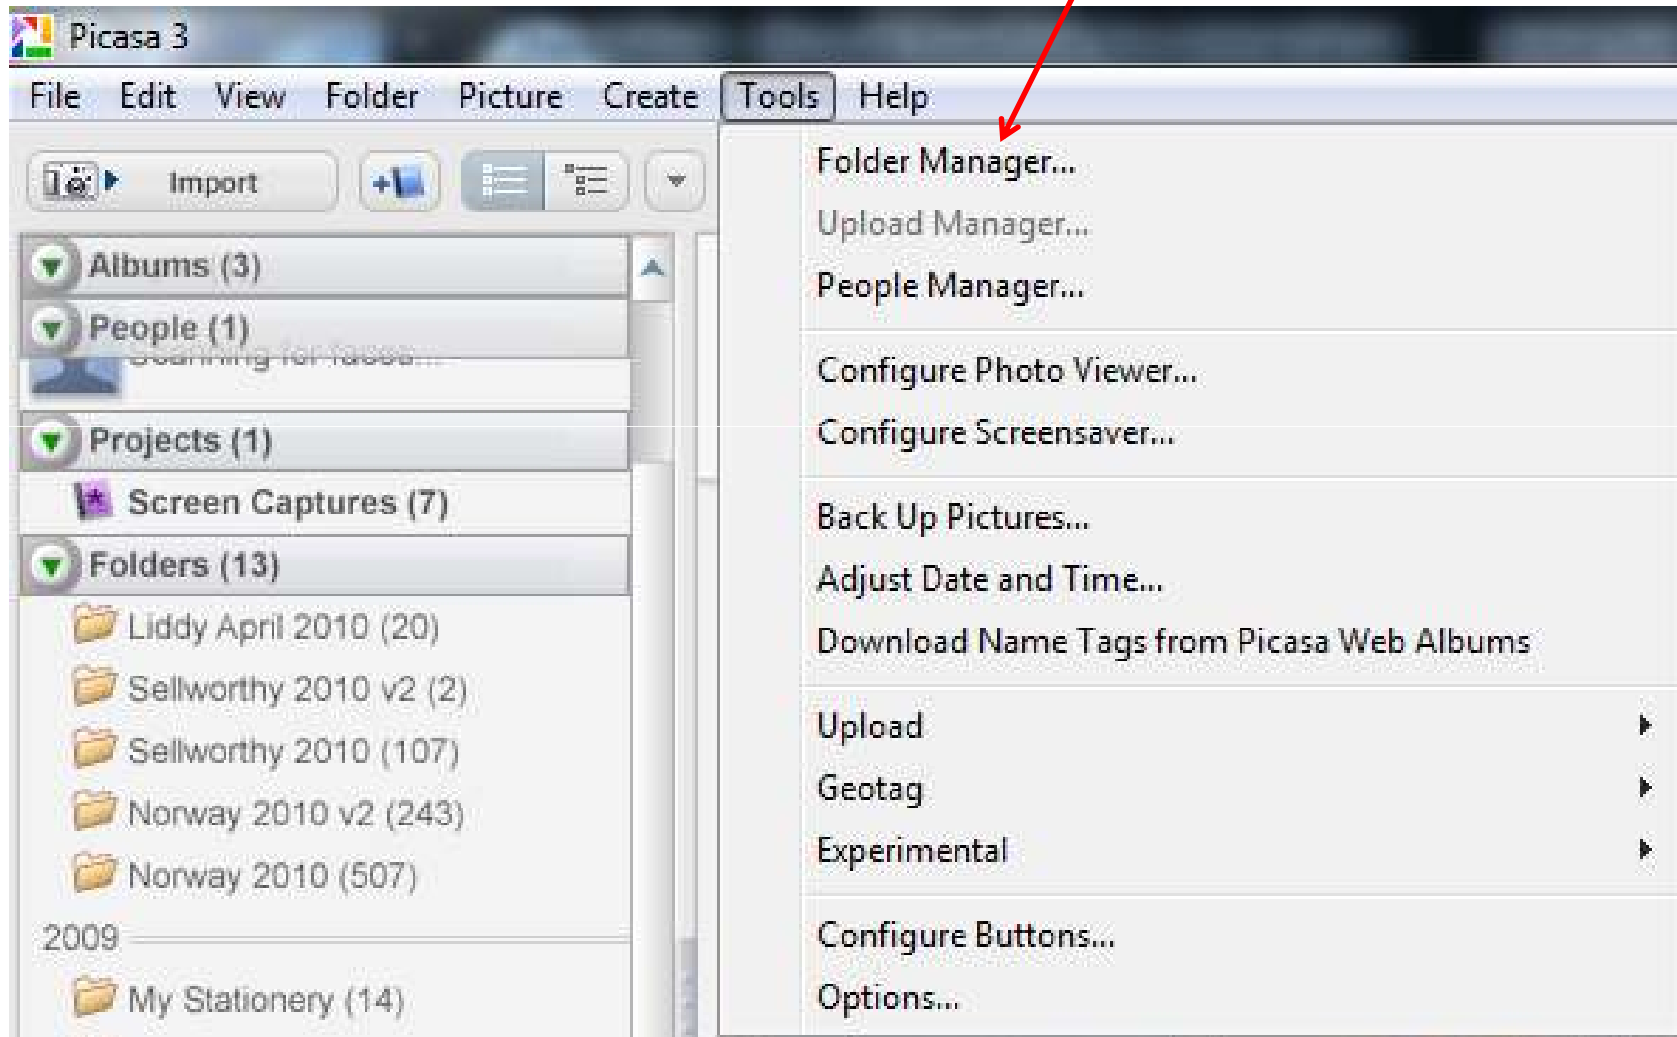 Picasa 3
File Edit View Folder Picture Create Tools Help
Import
Albums (3)
People (1)
Scanning for faces...
Projects (1)
Screen Captures (7)
Folders (13)
Liddy April 2010 (20)
Sellworthy 2010 v2 (2)
Sellworthy 2010 (107)
Norway 2010 v2 (243)
Norway 2010 (507)
2009
My Stationery (14)
Folder Manager...
Upload Manager...
People Manager...
Configure Photo Viewer...
Configure Screensaver...
Back Up Pictures...
Adjust Date and Time...
Download Name Tags from Picasa Web Albums
Upload
Geotag
Experimental
Configure Buttons...
Options...